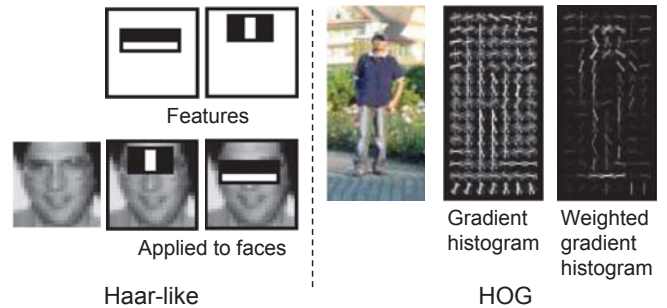 Features
Applied to faces
Haar-like
Gradient
histogram
Weighted
gradient
histogram
HOG